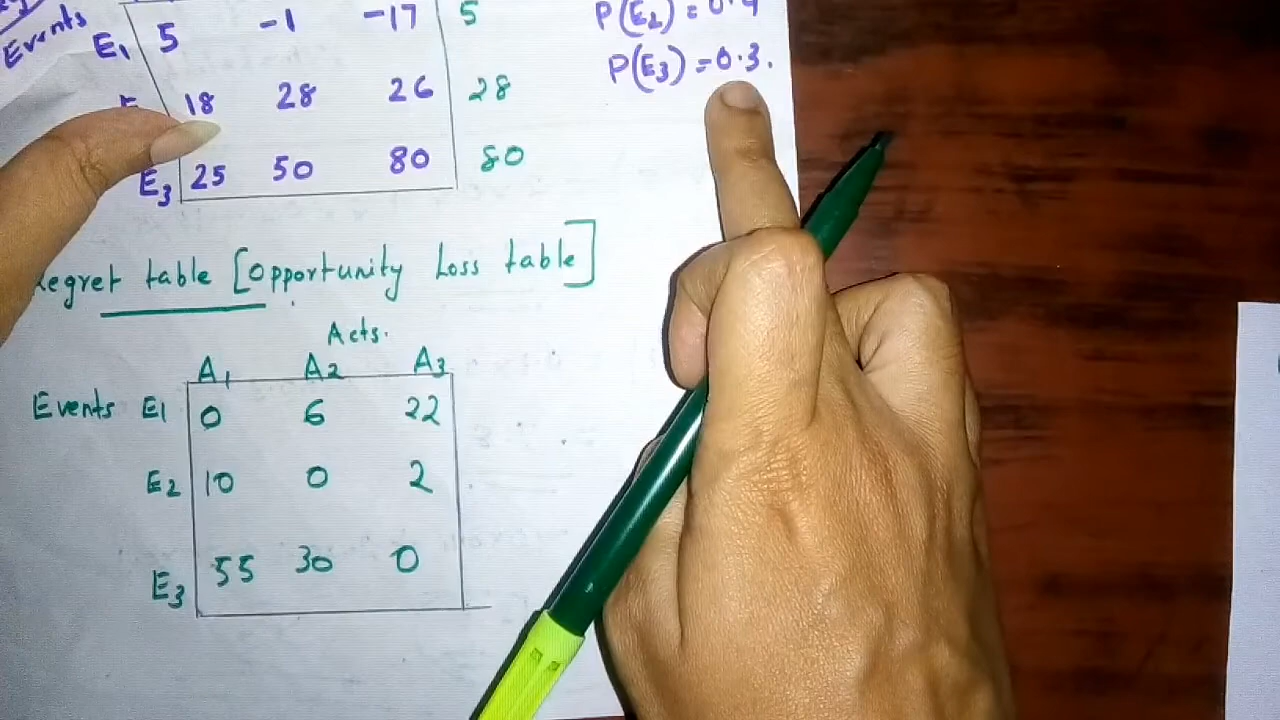 Events E1 5 -1 -17 5
18 28 26 28
E3 25 50 80 80
P(E2) = 0.4
P(E3) = 0.3.
Regret table [Opportunity Loss table]
Acts.
A1 A2 A3
Events E1 0 6 22
E2 10 0 2
E3 55 30 0